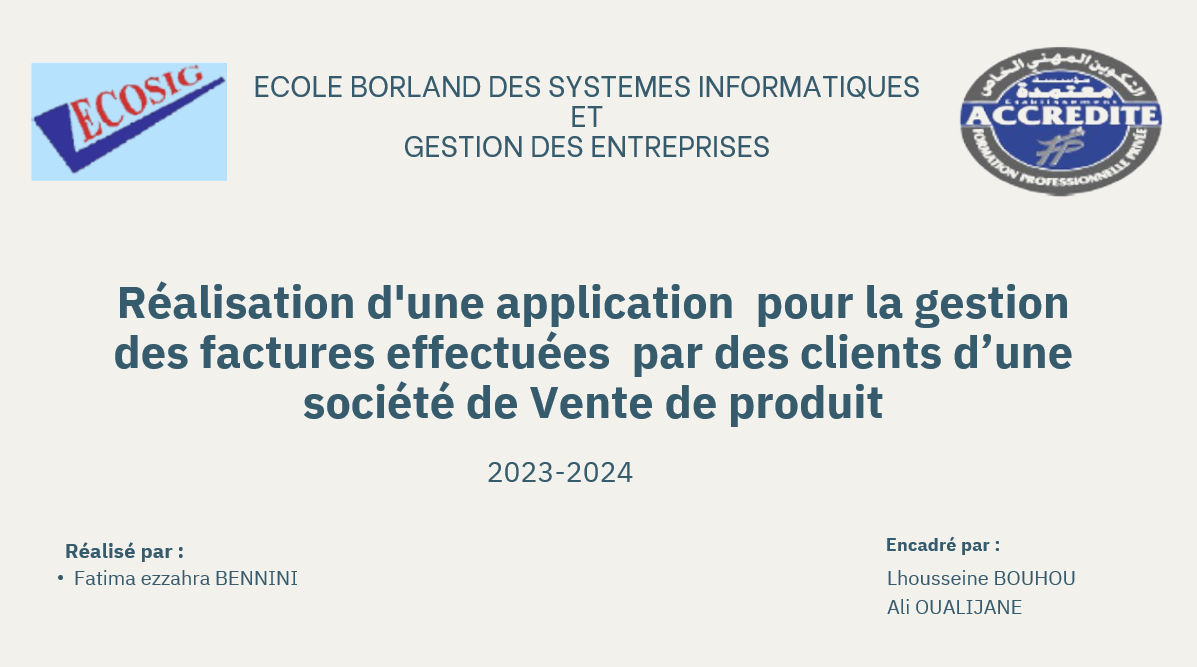 ECOSIG
ECOLE BORLAND DES SYSTEMES INFORMATIQUES
ET
GESTION DES ENTREPRISES
التكوين المهني الخاص
مؤسسة
معتمدة
Etablissement
ACCREDITE
FP
FORMATION PROFESSIONNELLE PRIVÉE
Réalisation d'une application  pour la gestion
des factures effectuées  par des clients d’une
société de Vente de produit
2023-2024
Réalisé par :
• Fatima ezzahra BENNINI
Encadré par :
Lhousseine BOUHOU
Ali OUALIJANE